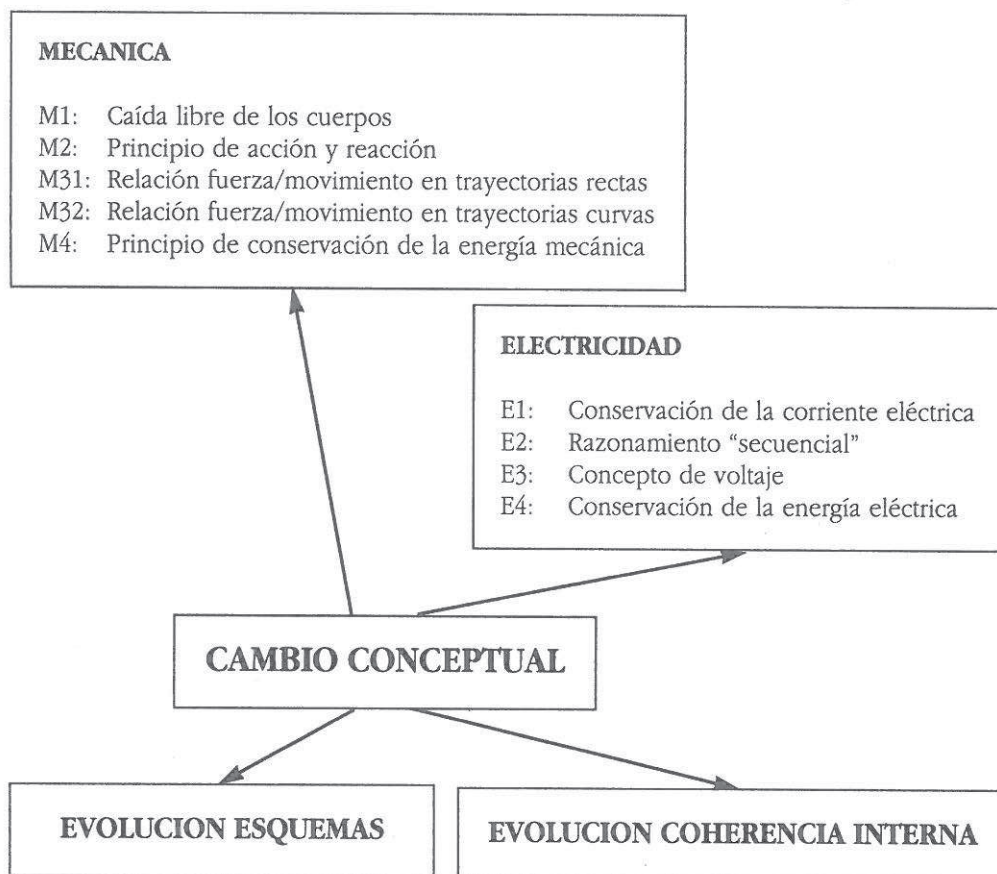 MECANICA
M1: Caída libre de los cuerpos
M2: Principio de acción y reacción
M31: Relación fuerza/movimiento en trayectorias rectas
M32: Relación fuerza/movimiento en trayectorias curvas
M4: Principio de conservación de la energía mecánica
ELECTRICIDAD
E1: Conservación de la corriente eléctrica
E2: Razonamiento “secuencial”
E3: Concepto de voltaje
E4: Conservación de la energía eléctrica
CAMBIO CONCEPTUAL
EVOLUCION ESQUEMAS
EVOLUCION COHERENCIA INTERNA